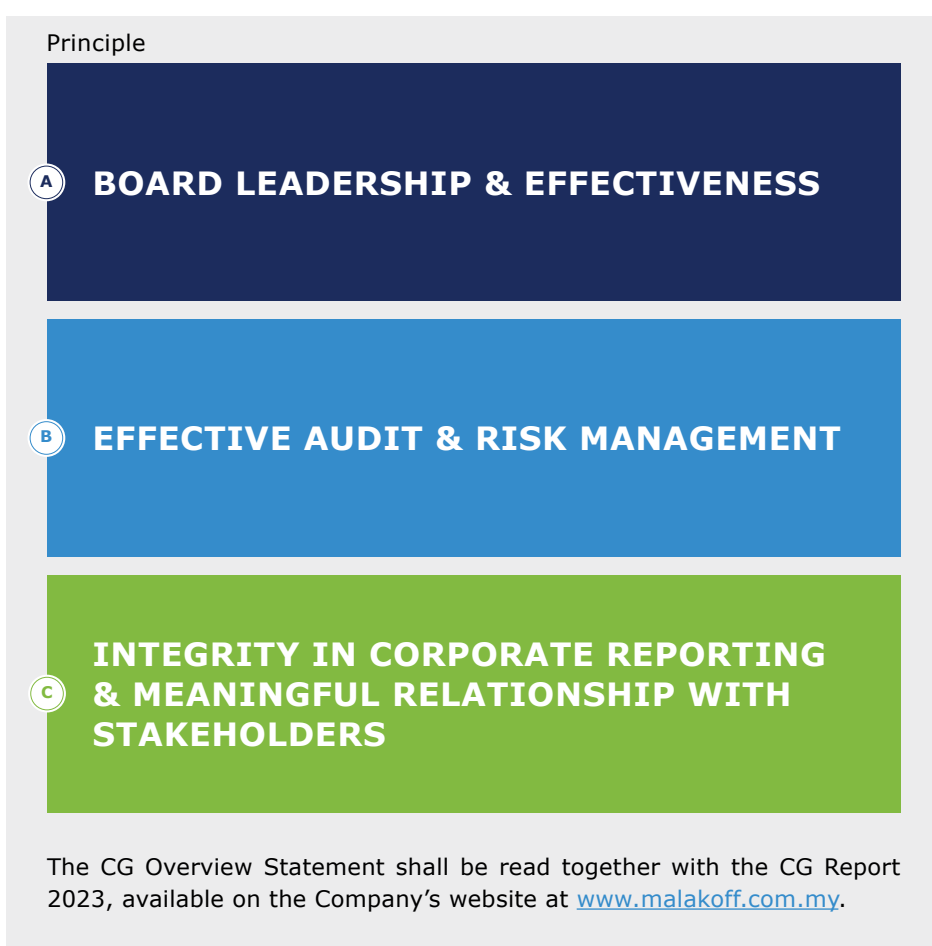 Principle
A
BOARD LEADERSHIP & EFFECTIVENESS
B
EFFECTIVE AUDIT & RISK MANAGEMENT
C
INTEGRITY IN CORPORATE REPORTING
& MEANINGFUL RELATIONSHIP WITH
STAKEHOLDERS
The CG Overview Statement shall be read together with the CG Report
2023, available on the Company’s website at www.malakoff.com.my.